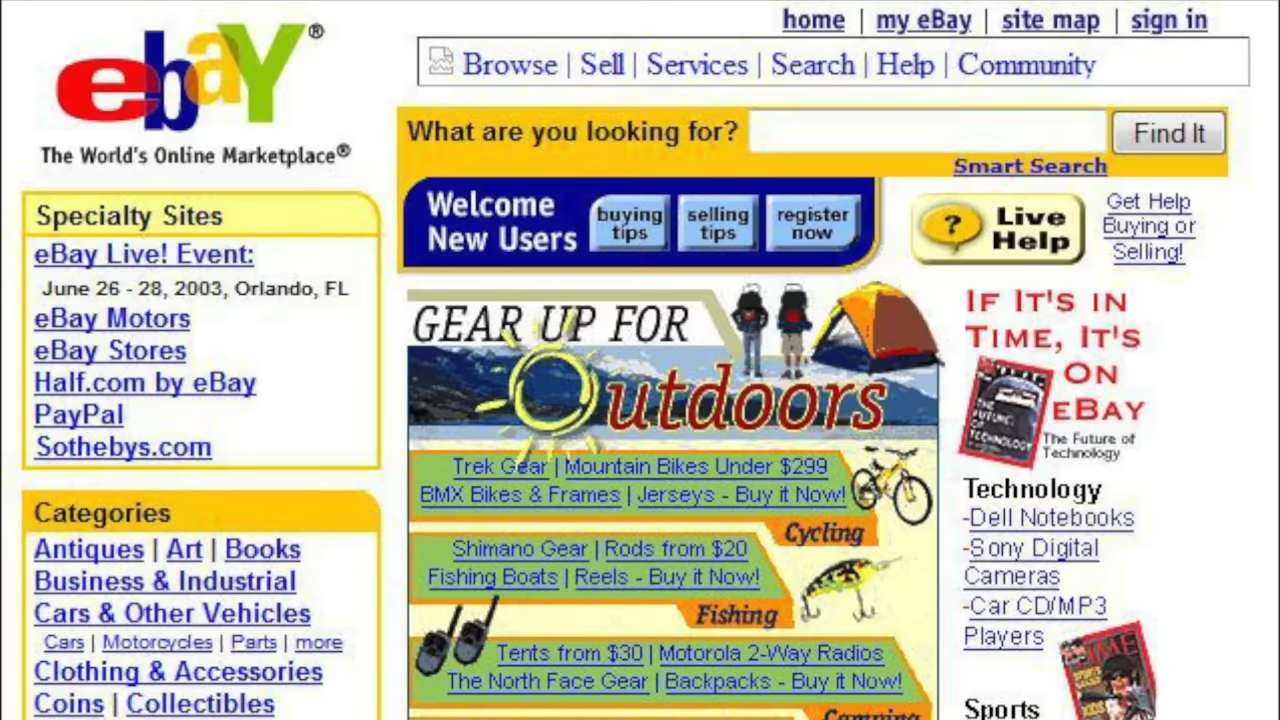 ebaY®
The World's Online Marketplace®
home | my eBay | site map | sign in
Browse | Sell | Services | Search | Help | Community
What are you looking for?
Find It
Smart Search
Welcome
New Users
buying
tips
selling
tips
register
now
?
Live
Help
Get Help
Buying or
Selling!
Specialty Sites
eBay Live! Event:
June 26 - 28, 2003, Orlando, FL
eBay Motors
eBay Stores
Half.com by eBay
PayPal
Sothebys.com
Categories
Antiques | Art | Books
Business & Industrial
Cars & Other Vehicles
Cars | Motorcycles | Parts | more
Clothing & Accessories
Coins | Collectibles
GEAR UP FOR
Outdoors
Trek Gear | Mountain Bikes Under $299
BMX Bikes & Frames | Jerseys - Buy it Now!
Cycling
Shimano Gear | Rods from $20
Fishing Boats | Reels - Buy it Now!
Fishing
Tents from $30 | Motorola 2-Way Radios
The North Face Gear | Backpacks - Buy it Now!
Camping
IF IT'S IN
TIME, IT'S
ON
EBAY
THE
FUTURE
OF
TECHNOLOGY
The Future of
Technology
Technology
-Dell Notebooks
-Sony Digital
Cameras
-Car CD/MP3
Players
TIME
Sports